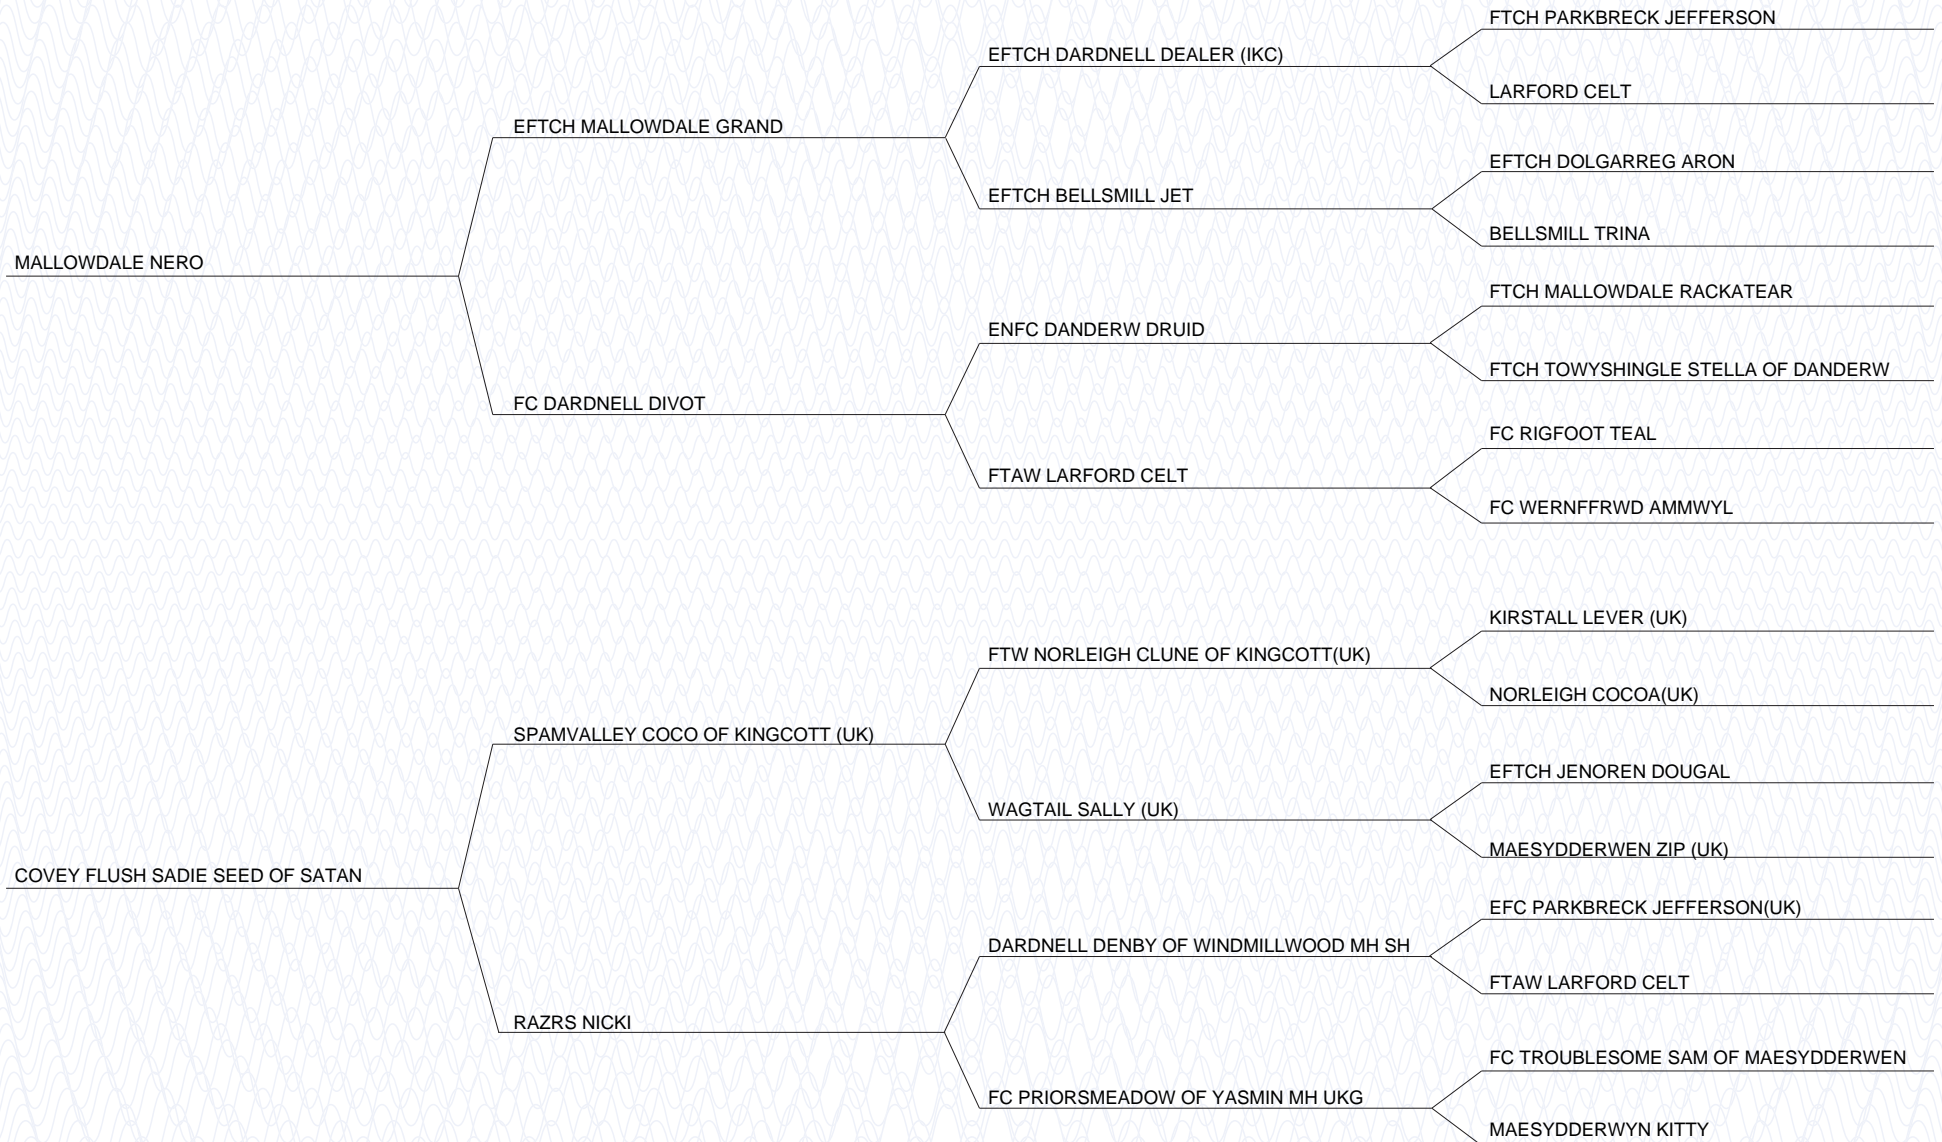 FTCH PARKBRECK JEFFERSON
EFTCH DARDNELL DEALER (IKC)
LARFORD CELT
EFTCH MALLOWDALE GRAND
EFTCH DOLGARREG ARON
EFTCH BELLSMILL JET
BELLSMILL TRINA
MALLOWDALE NERO
FTCH MALLOWDALE RACKATEAR
ENFC DANDERW DRUID
FTCH TOWYSHINGLE STELLA OF DANDERW
FC DARDNELL DIVOT
FC RIGFOOT TEAL
FTAW LARFORD CELT
FC WERNFFRWD AMMWYL
KIRSTALL LEVER (UK)
FTW NORLEIGH CLUNE OF KINGCOTT(UK)
NORLEIGH COCOA(UK)
SPAMVALLEY COCO OF KINGCOTT (UK)
EFTCH JENOREN DOUGAL
WAGTAIL SALLY (UK)
MAESYDDERWEN ZIP (UK)
COVEY FLUSH SADIE SEED OF SATAN
EFC PARKBRECK JEFFERSON(UK)
DARDNELL DENBY OF WINDMILLWOOD MH SH
FTAW LARFORD CELT
RAZRS NICKI
FC TROUBLESOME SAM OF MAESYDDERWEN
FC PRIORSMEADOW OF YASMIN MH UKG
MAESYDDERWYN KITTY